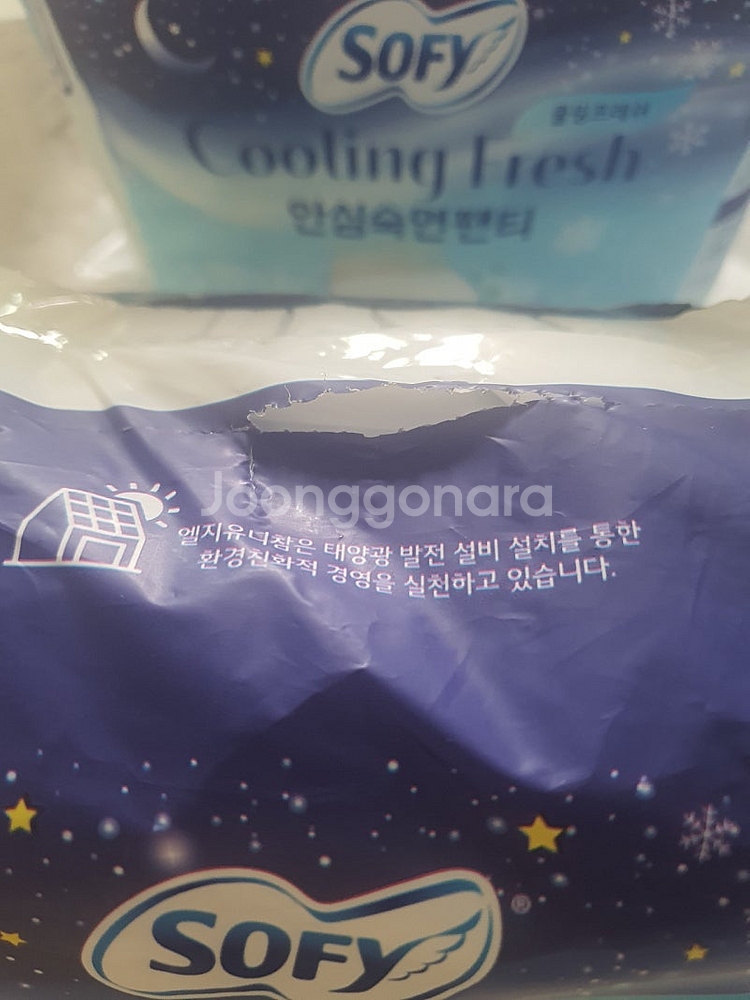 SOFY
쿨링프레쉬
Cooling Fresh
안심숙면팬티
Joonggonara
엘지유니참은 태양광 발전 설비 설치를 통한
환경친화적 경영을 실천하고 있습니다.
SOFY
®